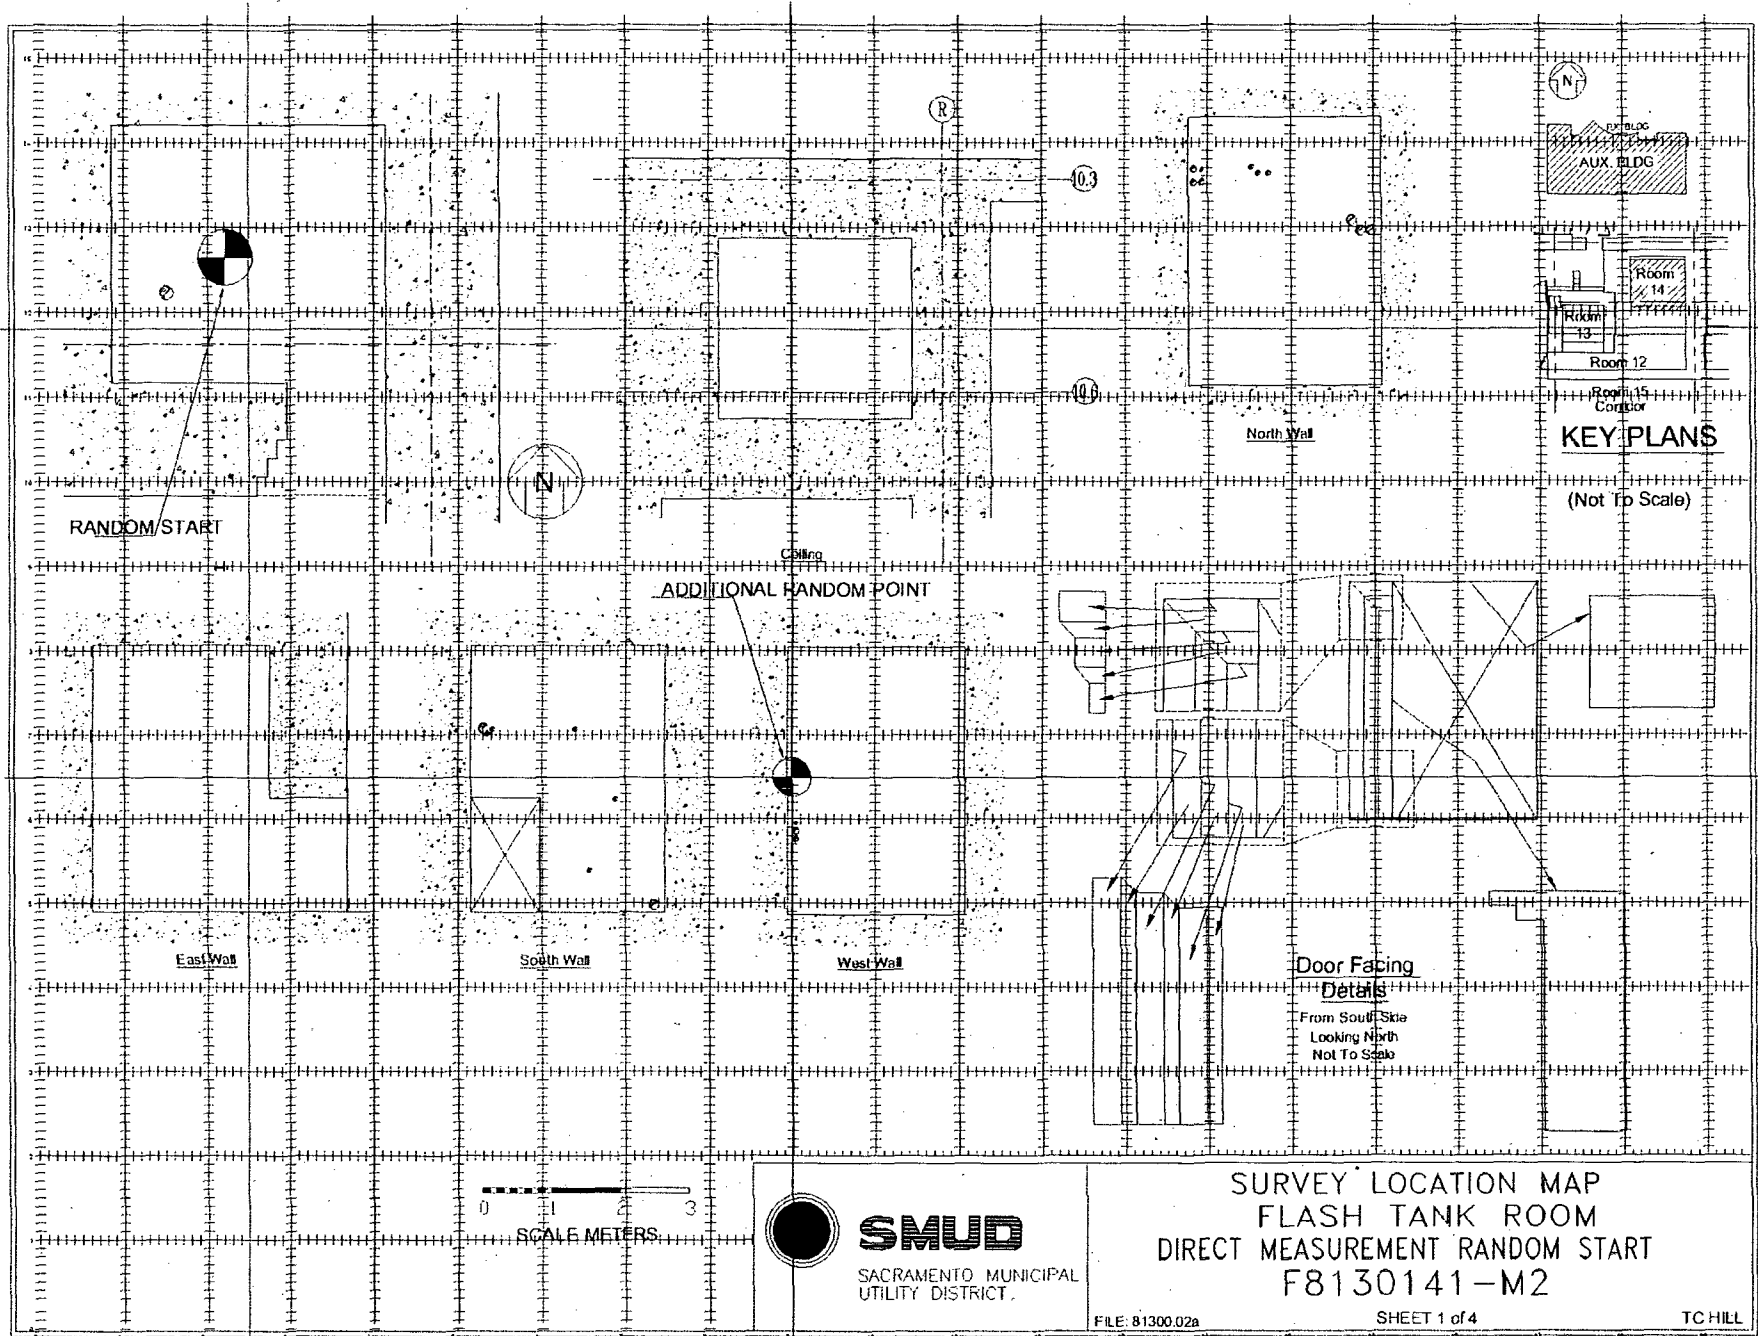 R
N
RX BLDG
AUX. BLDG
10.3
Room
14
Room
13
Room 12
10.6
Room 15
Corridor
North Wall
KEY PLANS
N
(Not To Scale)
RANDOM START
Ceiling
ADDITIONAL RANDOM POINT
East Wall
South Wall
West Wall
Door Facing
Details
From South Side
Looking North
Not To Scale
0 1 2 3
SCALE METERS
SMUD
SACRAMENTO MUNICIPAL
UTILITY DISTRICT
SURVEY LOCATION MAP
FLASH TANK ROOM
DIRECT MEASUREMENT RANDOM START
F8130141-M2
FILE: 81300.02a
SHEET 1 of 4
TC HILL